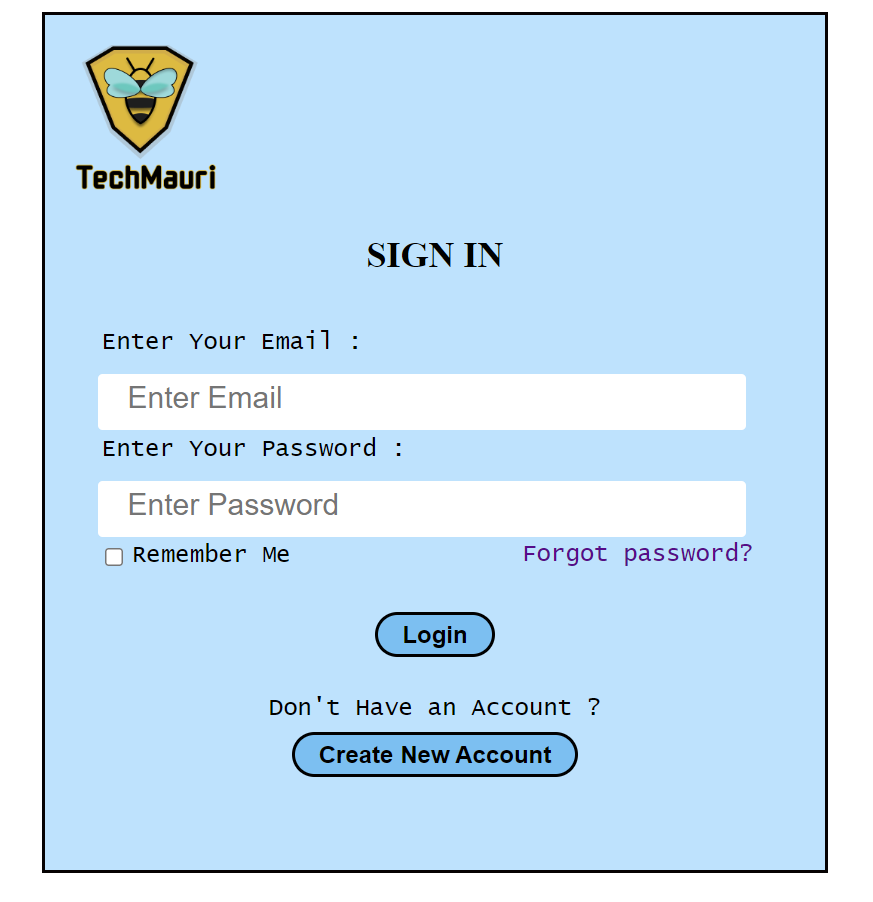 TechMauri
SIGN IN
Enter Your Email :
Enter Email
Enter Your Password :
Enter Password
Remember Me Forgot password?
Login
Don't Have an Account ?
Create New Account